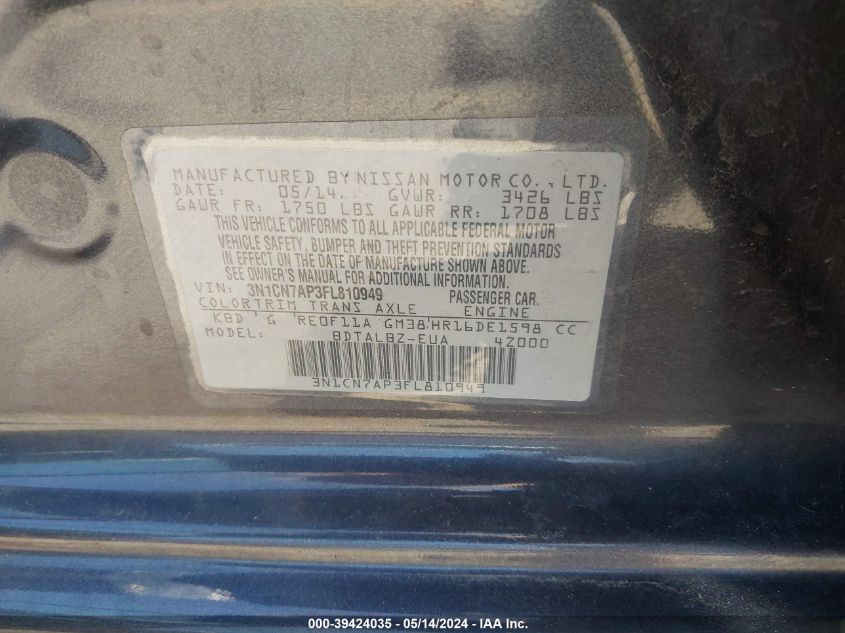 MANUFACTURED BY NISSAN MOTOR CO., LTD.
DATE: 05/14 GVWR: 3426 LBS
GAWR FR: 1750 LBS GAWR RR: 1708 LBS
THIS VEHICLE CONFORMS TO ALL APPLICABLE FEDERAL MOTOR
VEHICLE SAFETY, BUMPER AND THEFT PREVENTION STANDARDS
IN EFFECT ON THE DATE OF MANUFACTURE SHOWN ABOVE.
SEE OWNER'S MANUAL FOR ADDITIONAL INFORMATION.
VIN: 3N1CN7AP3FL810949 PASSENGER CAR.
COLOR TRIM TRANS AXLE ENGINE
KBD G RE0F11A GM38 HR16DE1598 CC
MODEL: BDTALBZ-EUA 4Z000
3N1CN7AP3FL810949
000-39424035 - 05/14/2024 - © IAA, Inc.